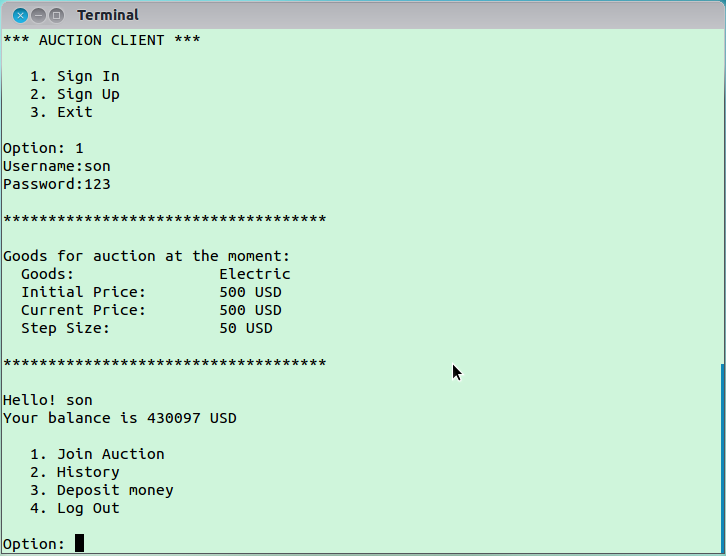 Terminal
*** AUCTION CLIENT ***
1. Sign In
2. Sign Up
3. Exit
Option: 1
Username:son
Password:123
************************************
Goods for auction at the moment:
Goods: Electric
Initial Price: 500 USD
Current Price: 500 USD
Step Size: 50 USD
************************************
Hello! son
Your balance is 430097 USD
1. Join Auction
2. History
3. Deposit money
4. Log Out
Option: